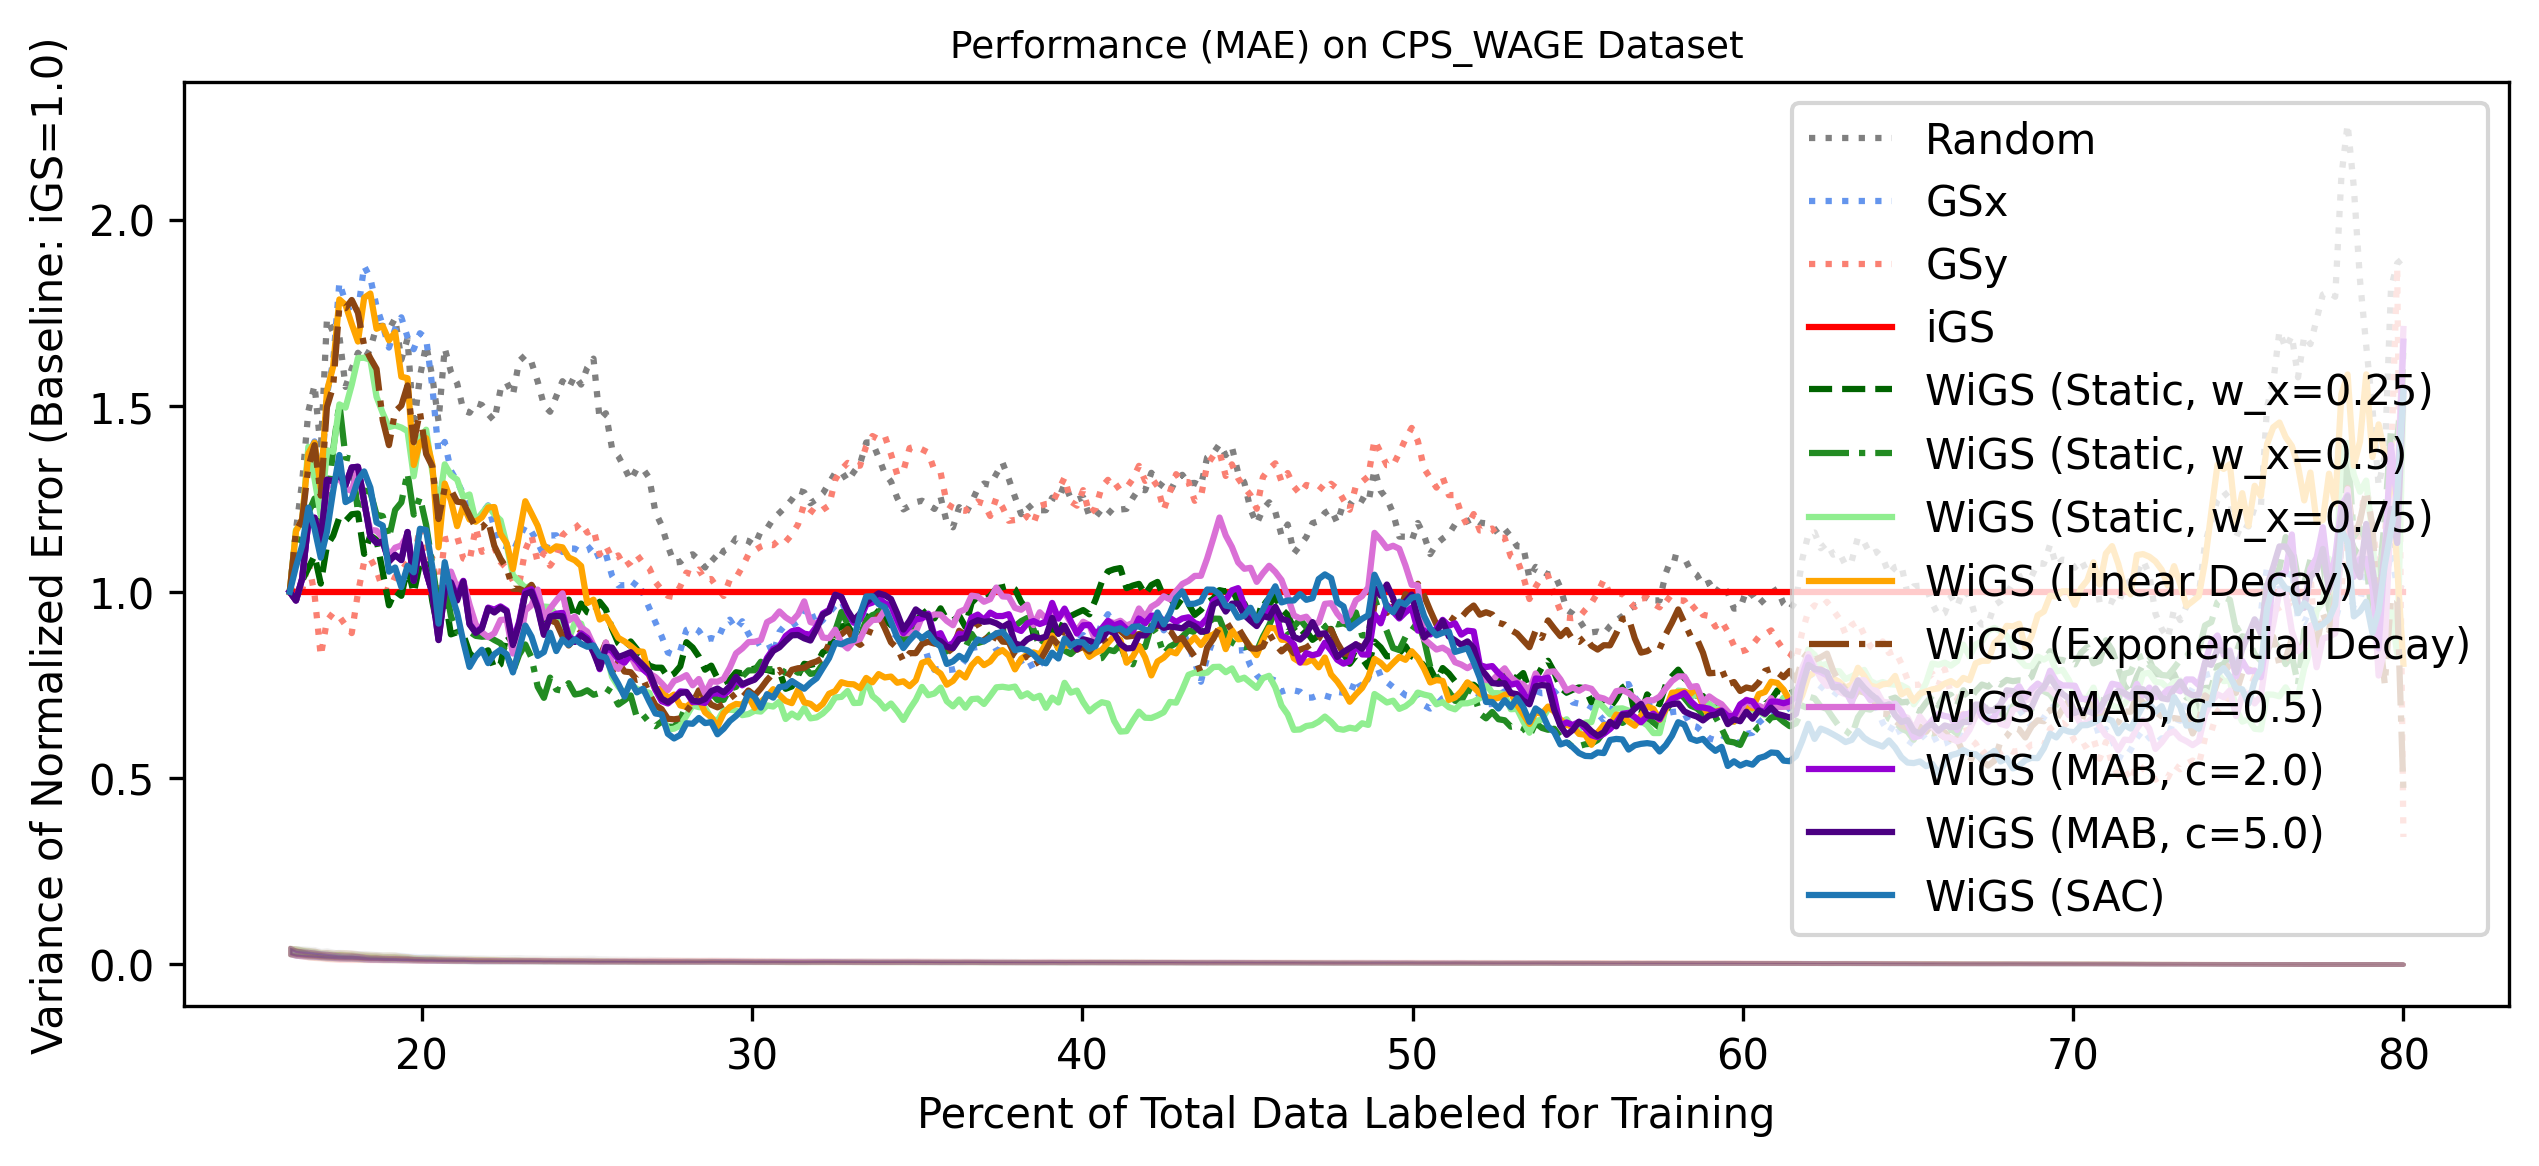 Performance (MAE) on CPS_WAGE Dataset
Variance of Normalized Error (Baseline: iGS=1.0)
2.0
1.5
1.0
0.5
0.0
Random
GSx
GSy
iGS
WiGS (Static, w_x=0.25)
WiGS (Static, w_x=0.5)
WiGS (Static, w_x=0.75)
WiGS (Linear Decay)
WiGS (Exponential Decay)
WiGS (MAB, c=0.5)
WiGS (MAB, c=2.0)
WiGS (MAB, c=5.0)
WiGS (SAC)
20 30 40 50 60 70 80
Percent of Total Data Labeled for Training